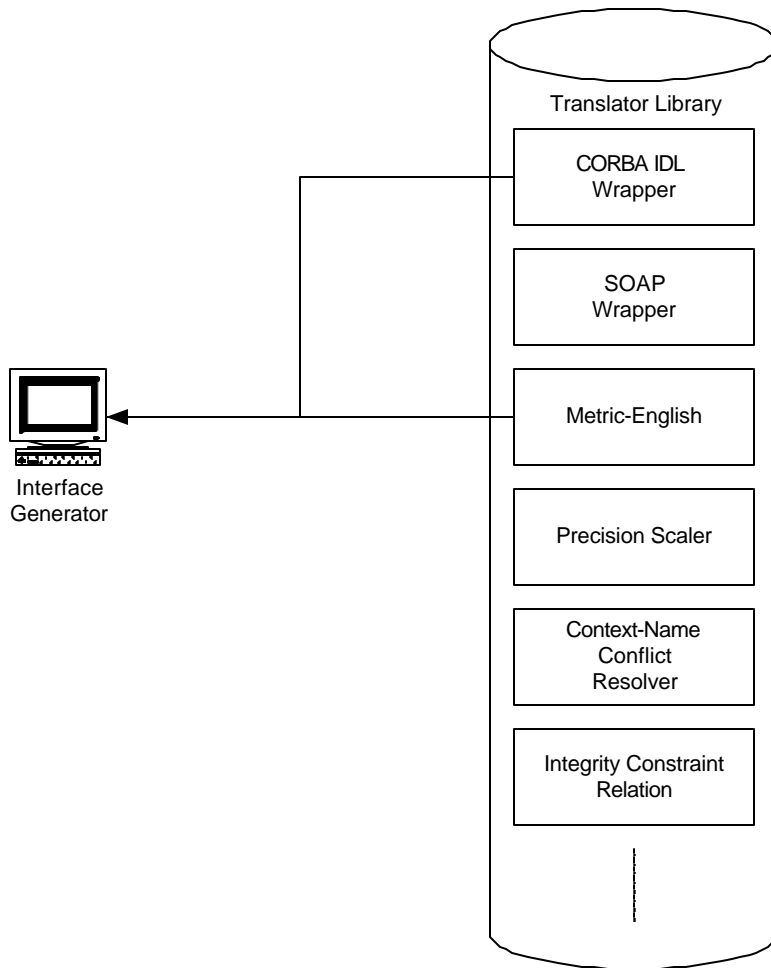 Translator Library
CORBA IDL
Wrapper
SOAP
Wrapper
Metric-English
Interface
Generator
Precision Scaler
Context-Name
Conflict
Resolver
Integrity Constraint
Relation